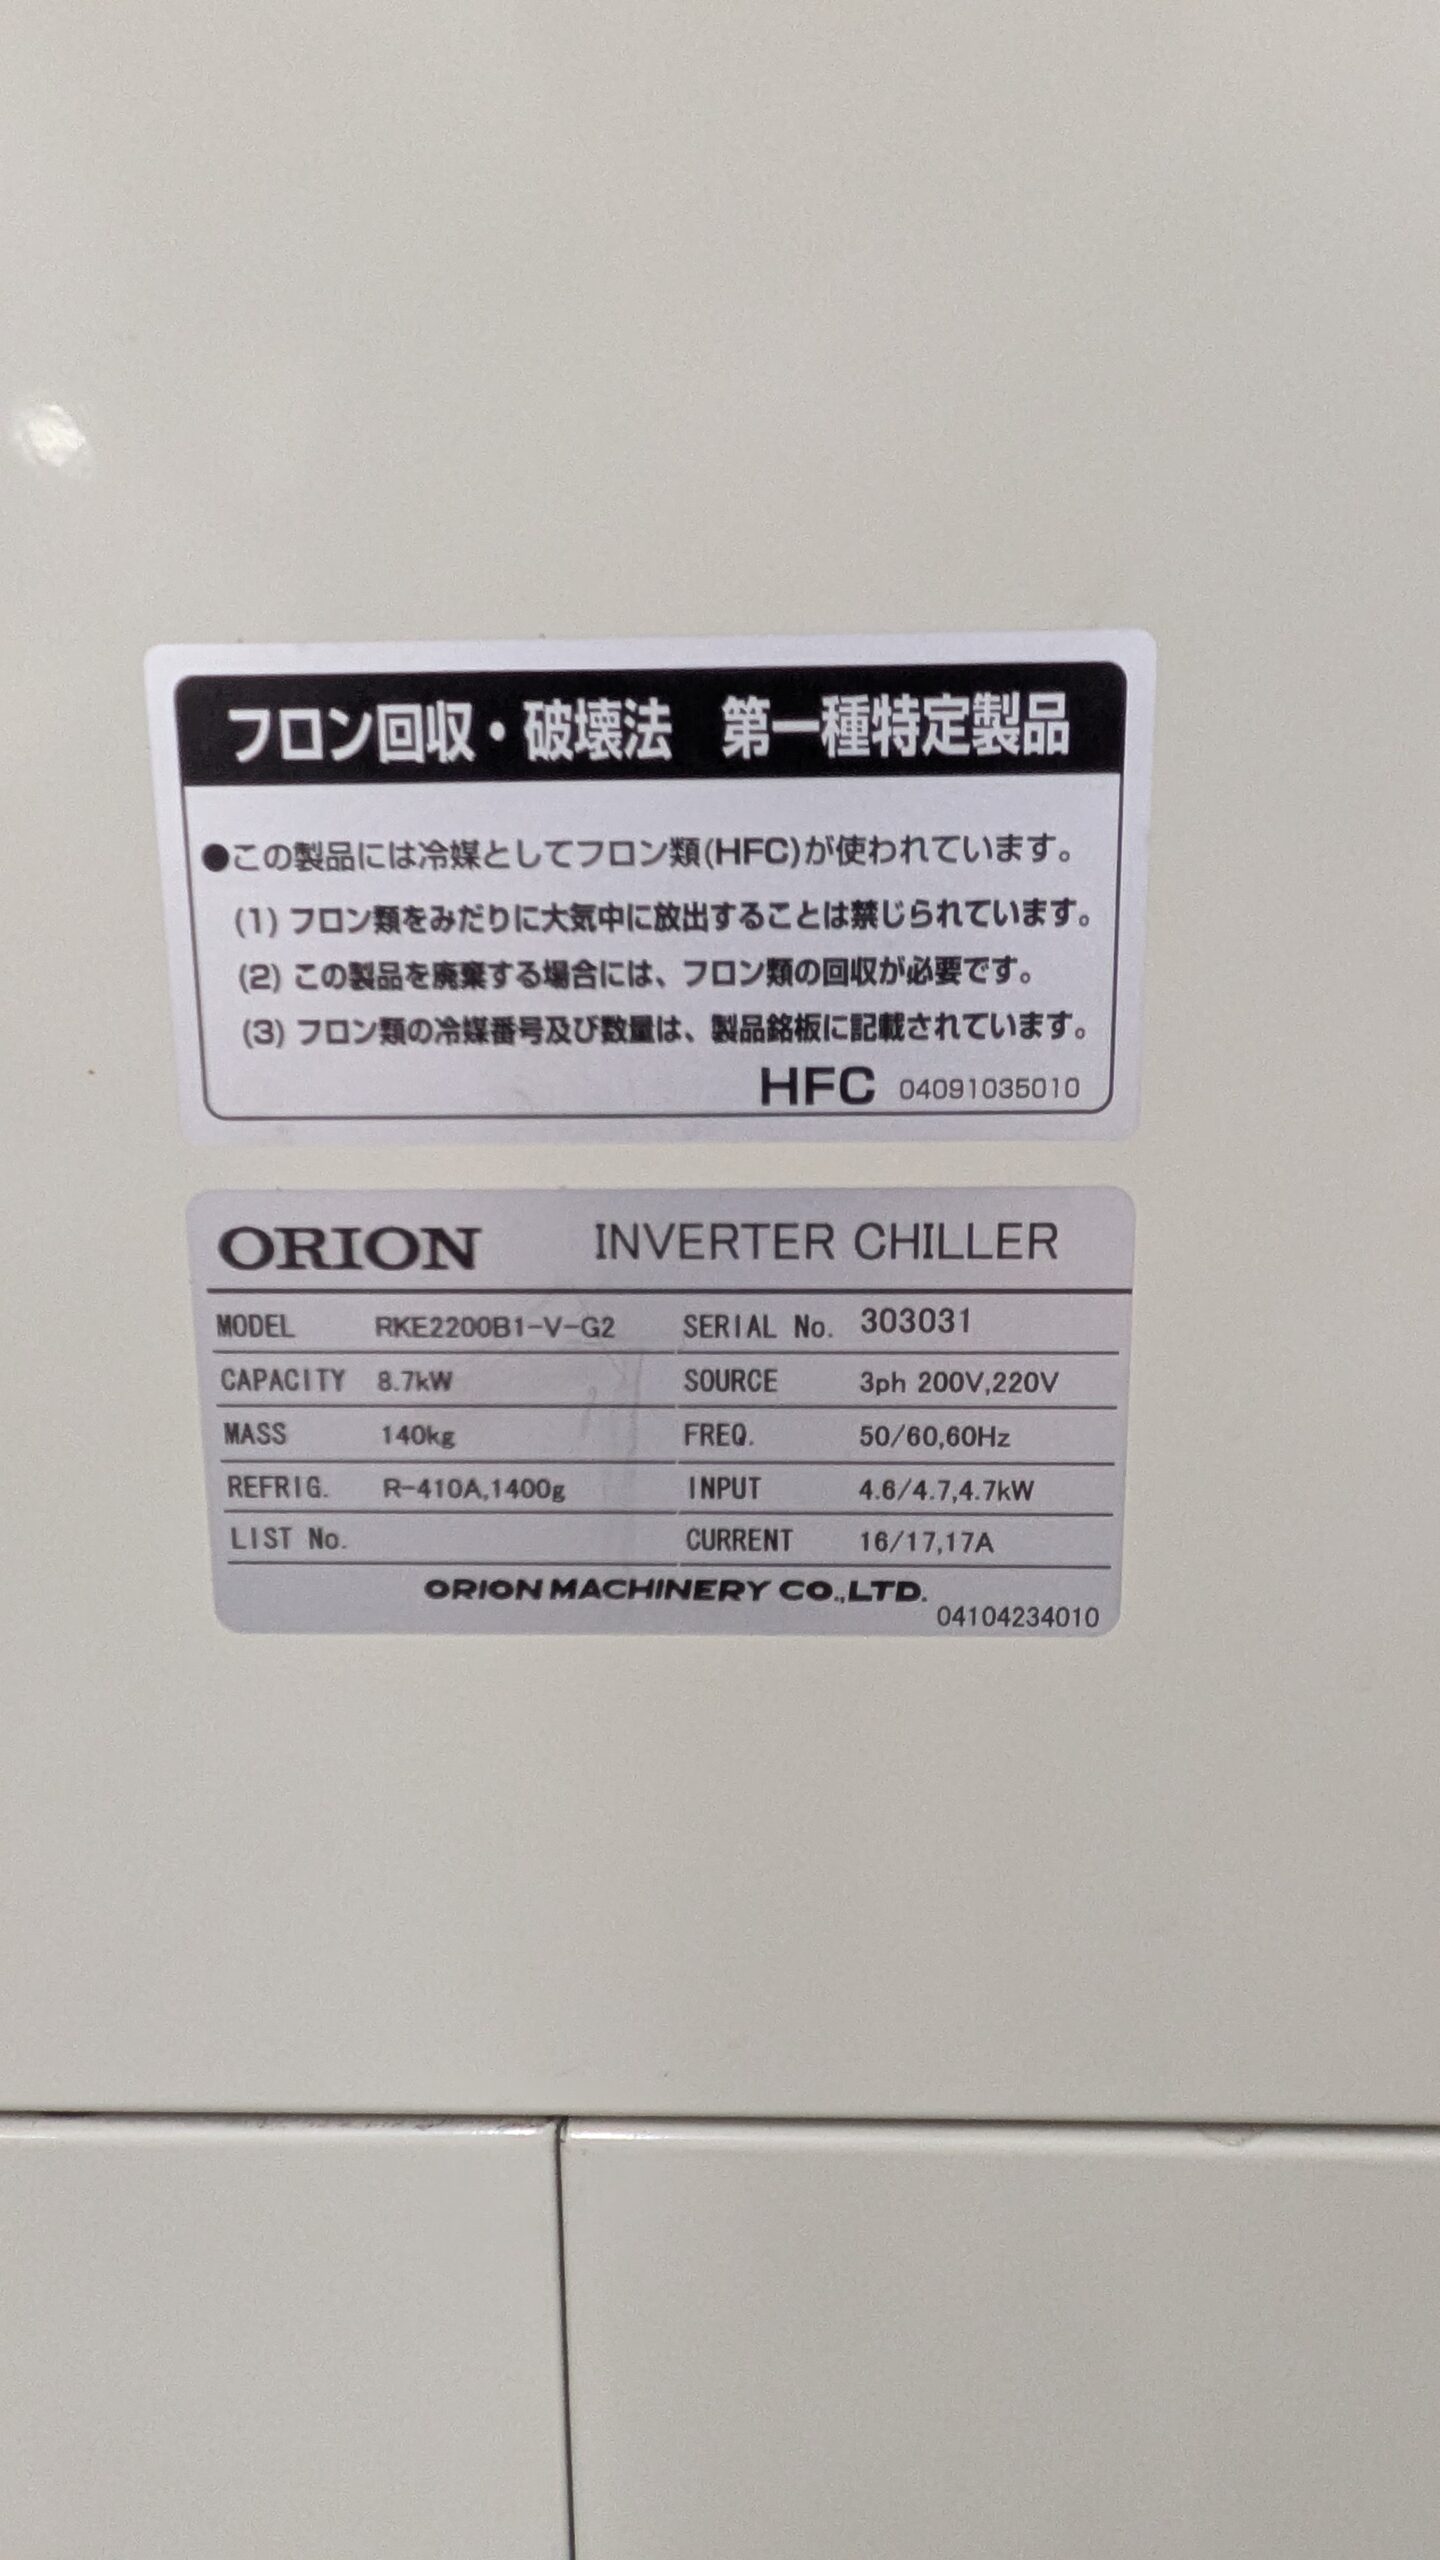 フロン回収・破壊法 第一種特定製品
●この製品には冷媒としてフロン類(HFC)が使われています。
(1) フロン類をみだりに大気中に放出することは禁じられています。
(2) この製品を廃棄する場合には、フロン類の回収が必要です。
(3) フロン類の冷媒番号及び数量は、製品銘板に記載されています。
HFC 04091035010
ORION INVERTER CHILLER
MODEL RKE2200B1-V-G2 SERIAL No. 303031
CAPACITY 8.7kW SOURCE 3ph 200V,220V
MASS 140kg FREQ. 50/60,60Hz
REFRIG. R-410A,1400g INPUT 4.6/4.7,4.7kW
LIST No. CURRENT 16/17,17A
ORION MACHINERY CO.,LTD.
04104234010